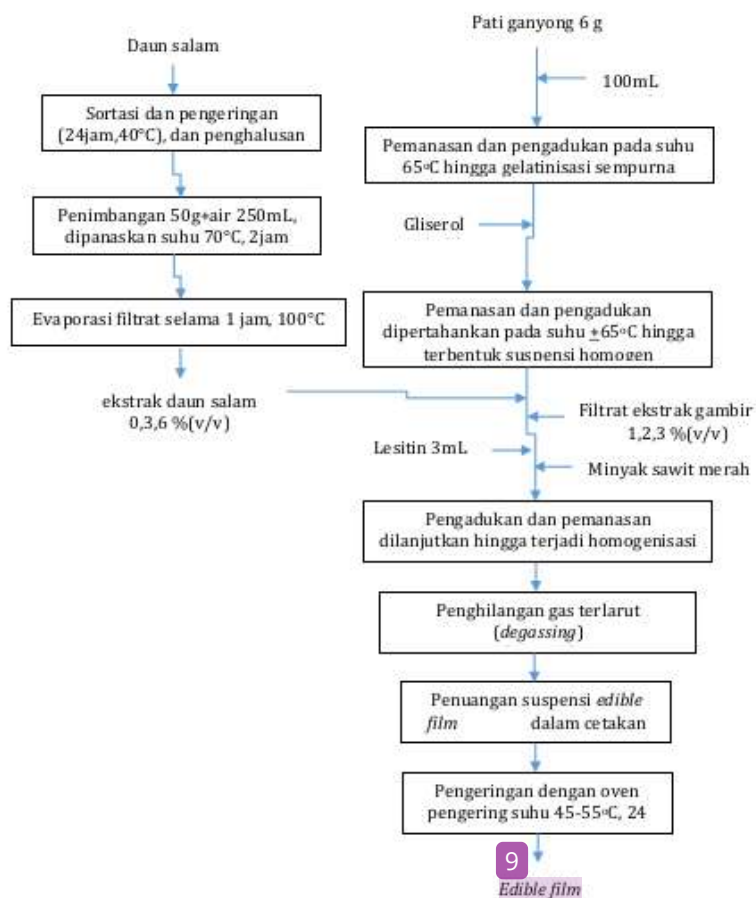 Daun salam
Sortasi dan pengeringan
(24jam,40°C), dan penghalusan
Penimbangan 50g+air 250mL,
dipanaskan suhu 70°C, 2jam
Evaporasi filtrat selama 1 jam, 100°C
ekstrak daun salam
0,3,6 %(v/v)
Pati ganyong 6 g
100mL
Pemanasan dan pengadukan pada suhu
65°C hingga gelatinisasi sempurna
Gliserol
Pemanasan dan pengadukan
dipertahankan pada suhu ±65°C hingga
terbentuk suspensi homogen
Filtrat ekstrak gambir
1,2,3 %(v/v)
Lesitin 3mL
Minyak sawit merah
Pengadukan dan pemanasan
dilanjutkan hingga terjadi homogenisasi
Penghilangan gas terlarut
(degassing)
Penuangan suspensi edible
film dalam cetakan
Pengeringan dengan oven
pengering suhu 45-55°C, 24
9
Edible film